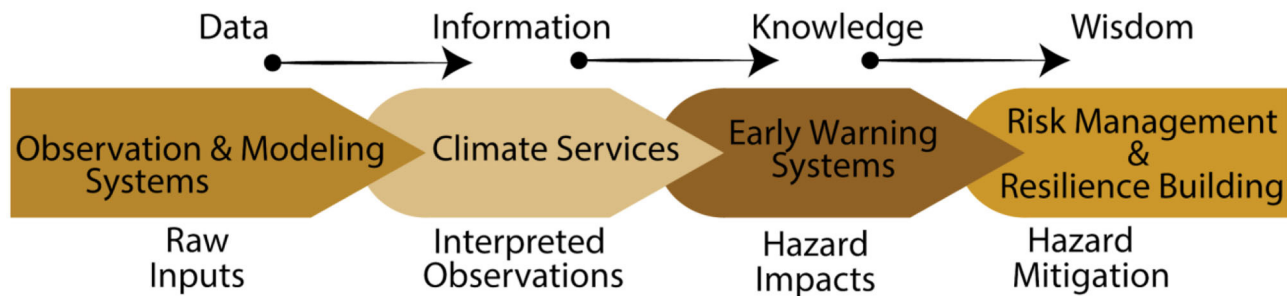 Data
Information
Knowledge
Wisdom
Observation & Modeling
Systems
Climate Services
Early Warning
Systems
Risk Management
&
Resilience Building
Raw
Inputs
Interpreted
Observations
Hazard
Impacts
Hazard
Mitigation